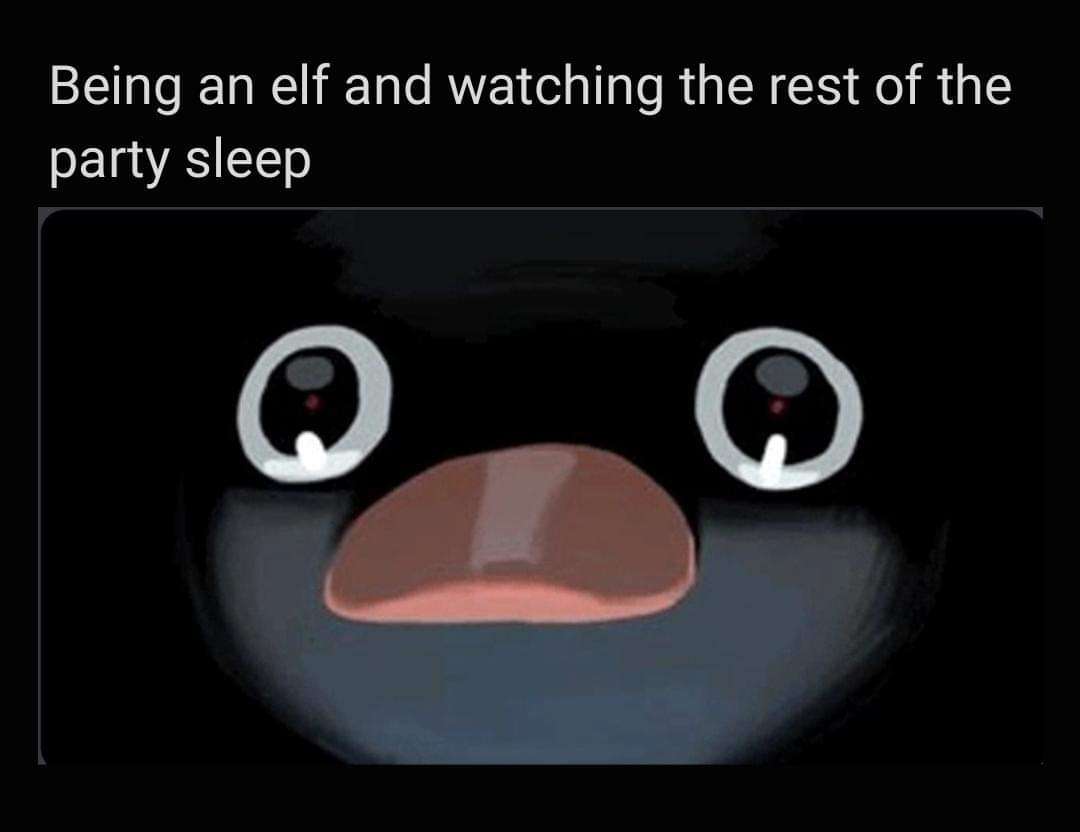 Being an elf and watching the rest of the
party sleep